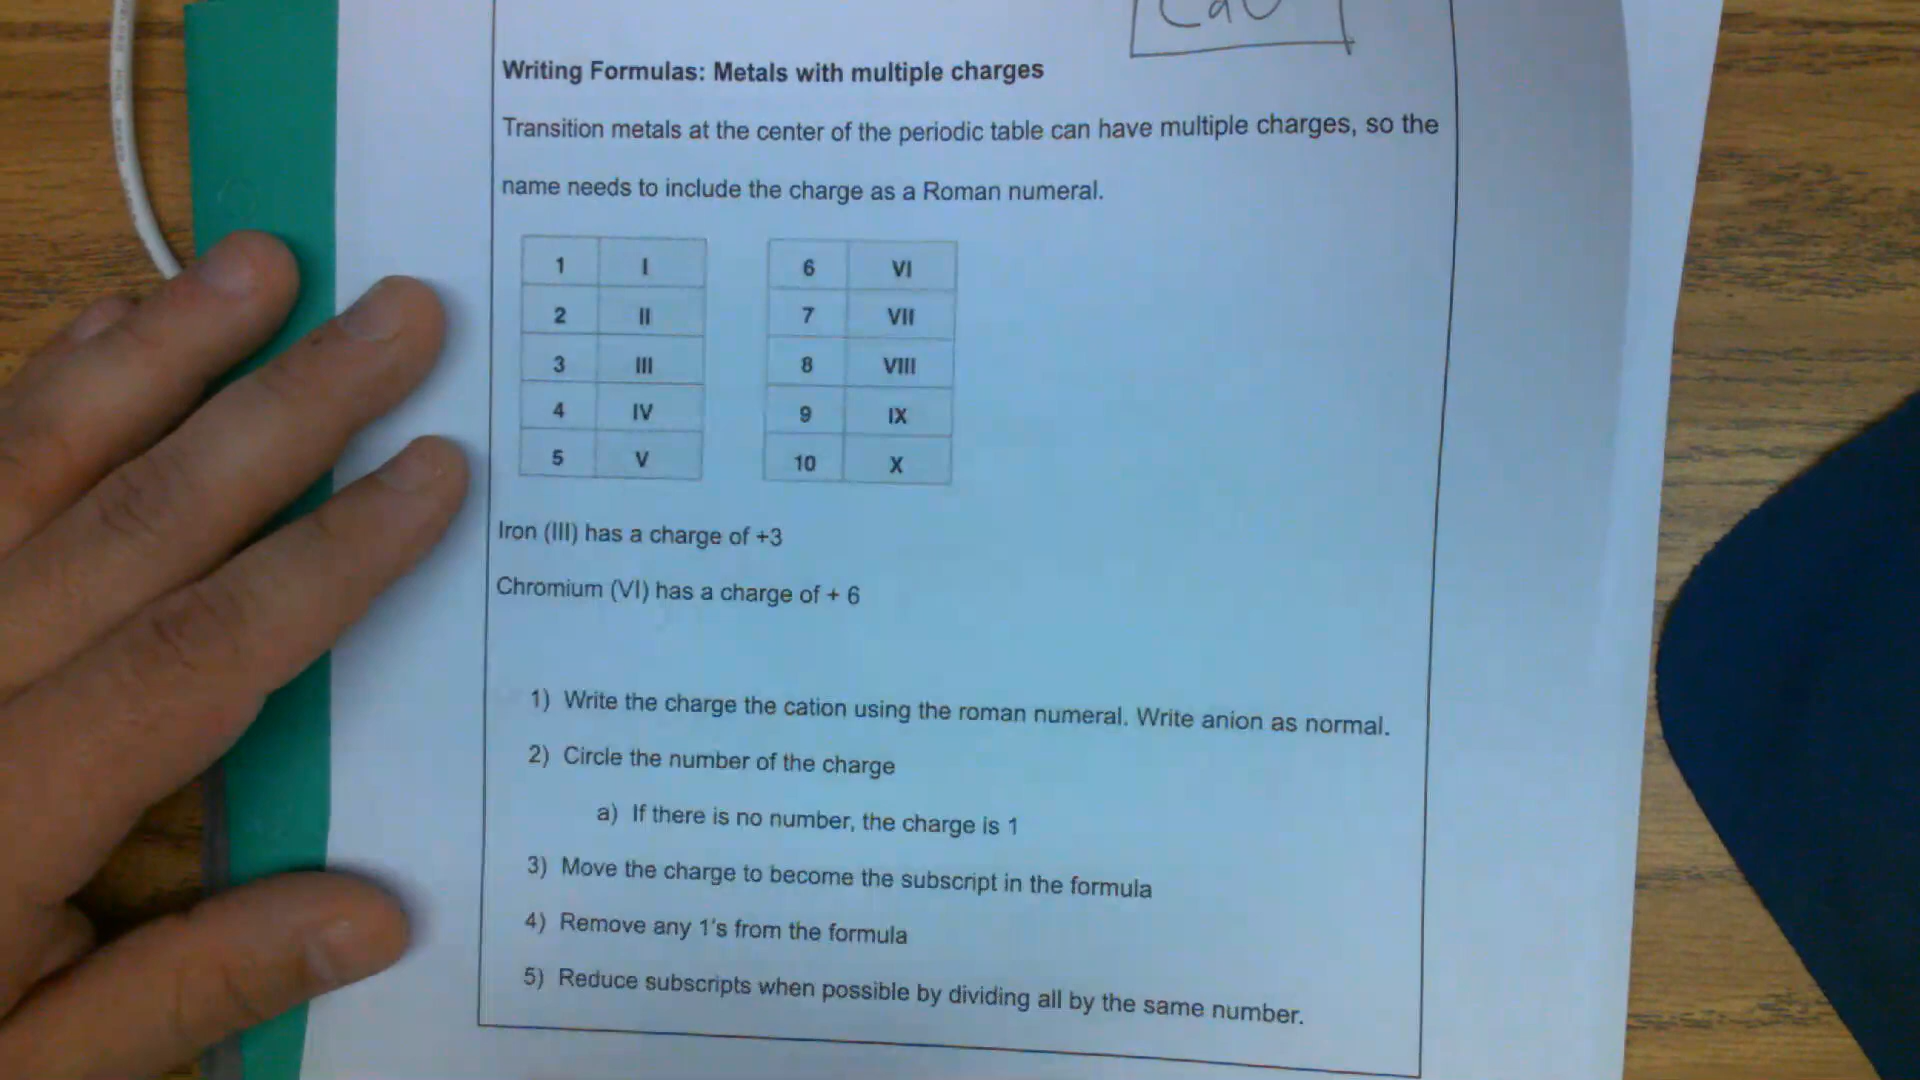 CaO
Writing Formulas: Metals with multiple charges
Transition metals at the center of the periodic table can have multiple charges, so the
name needs to include the charge as a Roman numeral.
1 I 6 VI
2 II 7 VII
3 III 8 VIII
4 IV 9 IX
5 V 10 X
Iron (III) has a charge of +3
Chromium (VI) has a charge of + 6
1) Write the charge the cation using the roman numeral. Write anion as normal.
2) Circle the number of the charge
a) If there is no number, the charge is 1
3) Move the charge to become the subscript in the formula
4) Remove any 1's from the formula
5) Reduce subscripts when possible by dividing all by the same number.